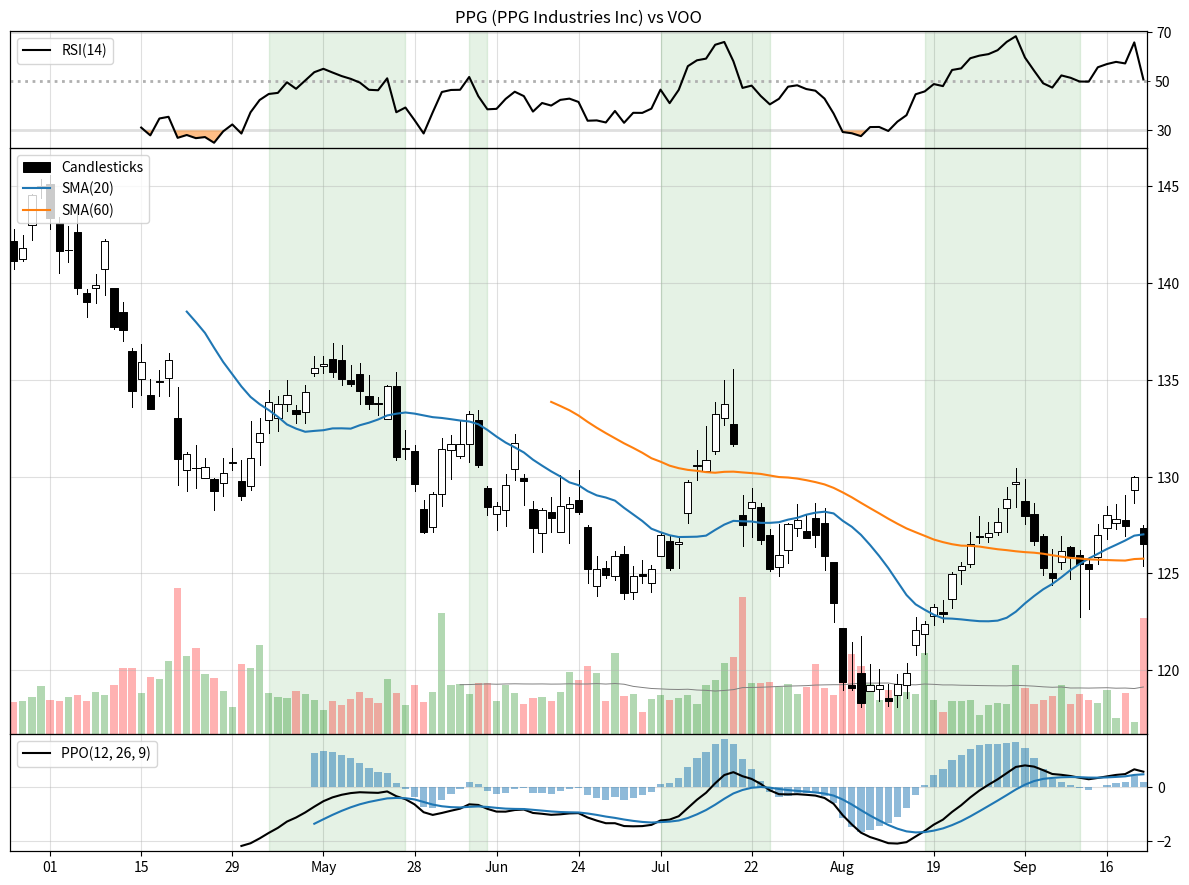 PPG (PPG Industries Inc) vs VOO
RSI(14)
70
50
30
Candlesticks
SMA(20)
SMA(60)
145
140
135
130
125
120
PPO(12, 26, 9)
0
−2
01 15 29 May 28 Jun 24 Jul 22 Aug 19 Sep 16